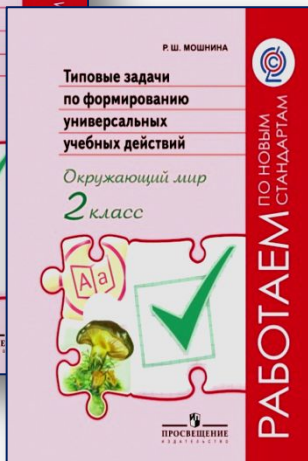 Р. Ш. МОШНИНА
Типовые задачи
по формированию
универсальных
учебных действий
Окружающий мир
2 класс
Аа
ПРОСВЕЩЕНИЕ
ИЗДАТЕЛЬСТВО
РАБОТАЕМ
ПО НОВЫМ
СТАНДАРТАМ